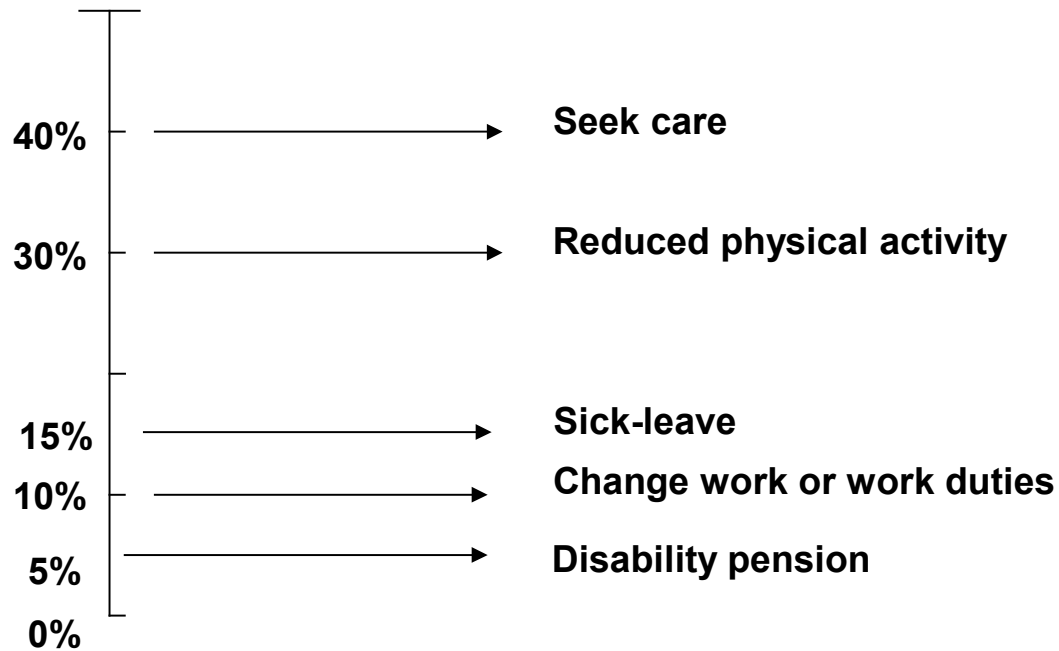 40% Seek care
30% Reduced physical activity
15% Sick-leave
10% Change work or work duties
5% Disability pension
0%